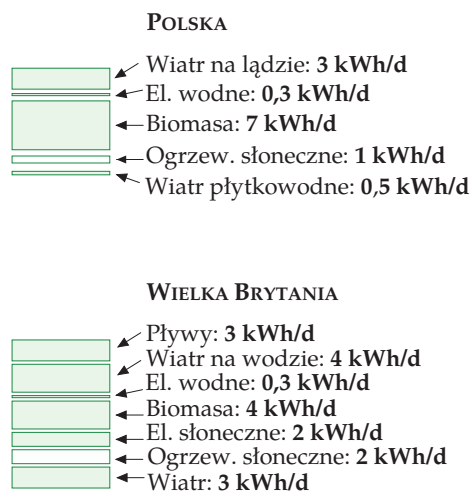 POLSKA
Wiatr na lądzie: 3 kWh/d
El. wodne: 0,3 kWh/d
Biomasa: 7 kWh/d
Ogrzew. słoneczne: 1 kWh/d
Wiatr płytkowodne: 0,5 kWh/d
WIELKA BRYTANIA
Pływy: 3 kWh/d
Wiatr na wodzie: 4 kWh/d
El. wodne: 0,3 kWh/d
Biomasa: 4 kWh/d
El. słoneczne: 2 kWh/d
Ogrzew. słoneczne: 2 kWh/d
Wiatr: 3 kWh/d